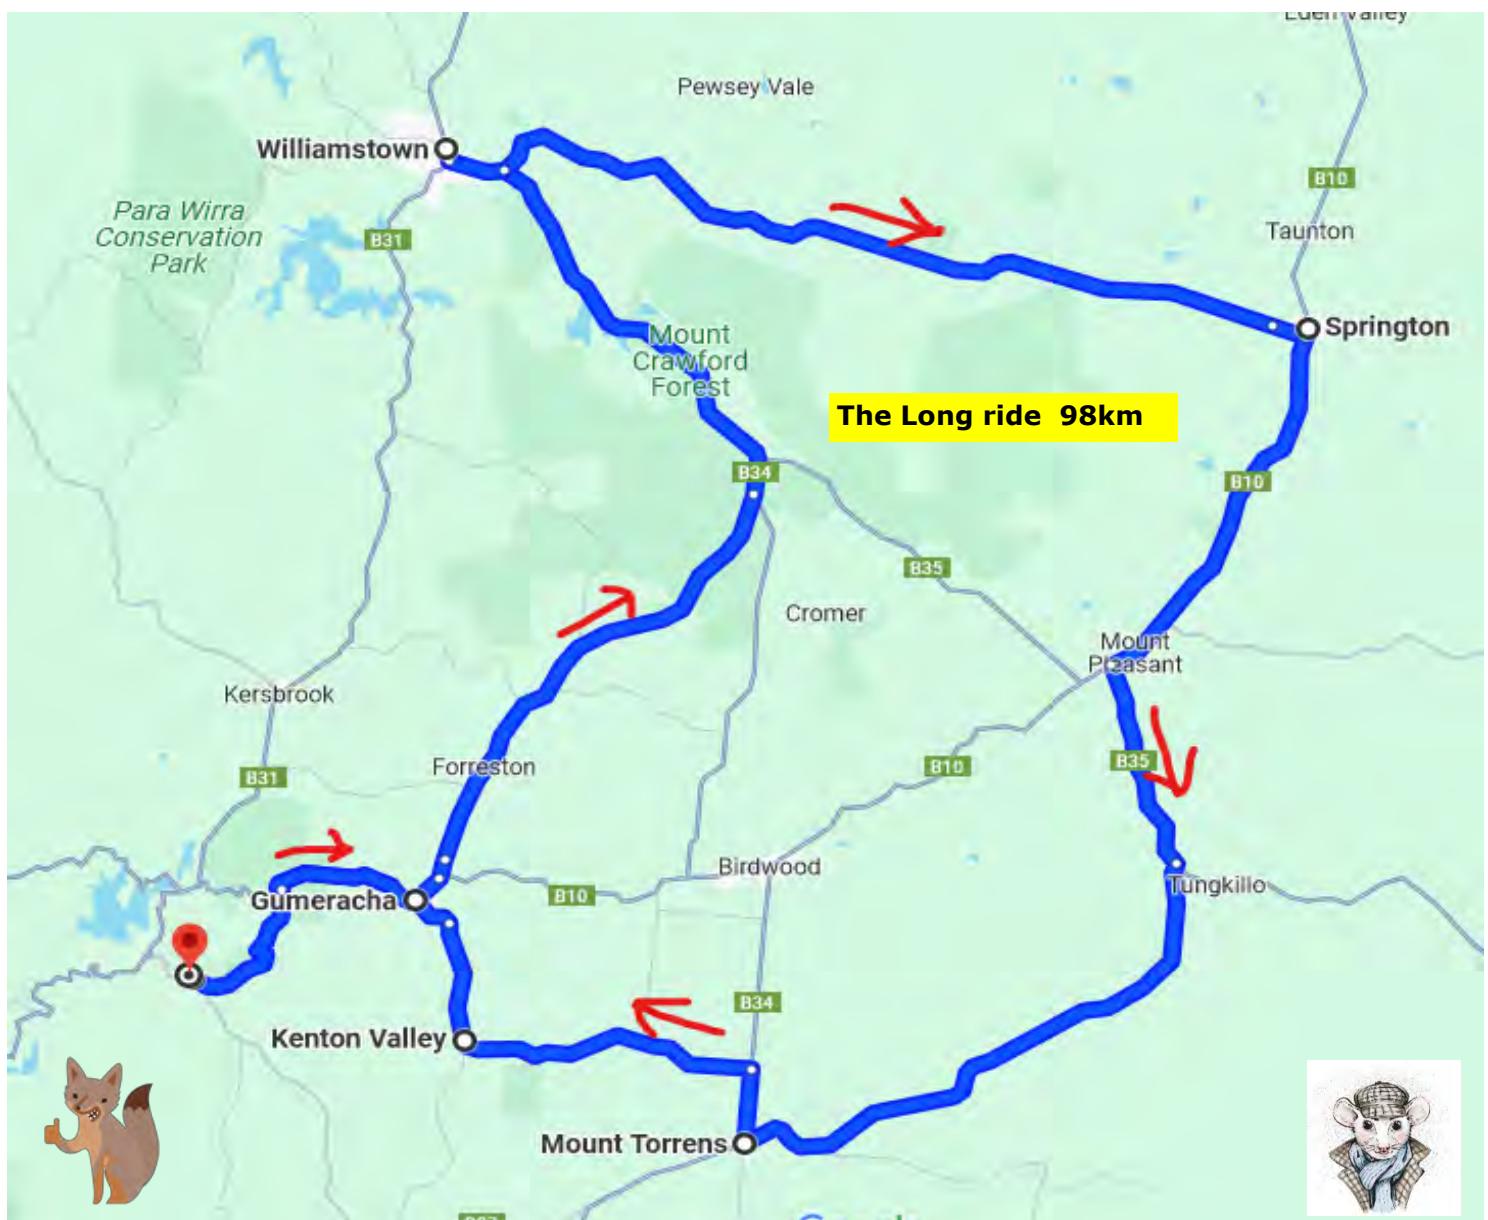 Eden Valley
Pewsey Vale
Williamstown
B10
Para Wirra
Conservation
Park
B31
Taunton
Springton
Mount
Crawford
Forest
The Long ride 98km
B34
B10
B35
Cromer
Mount
Pleasant
Kersbrook
Forreston
B31
B10
B35
Birdwood
Tungkillo
Gumeracha
B10
B34
Kenton Valley
Mount Torrens